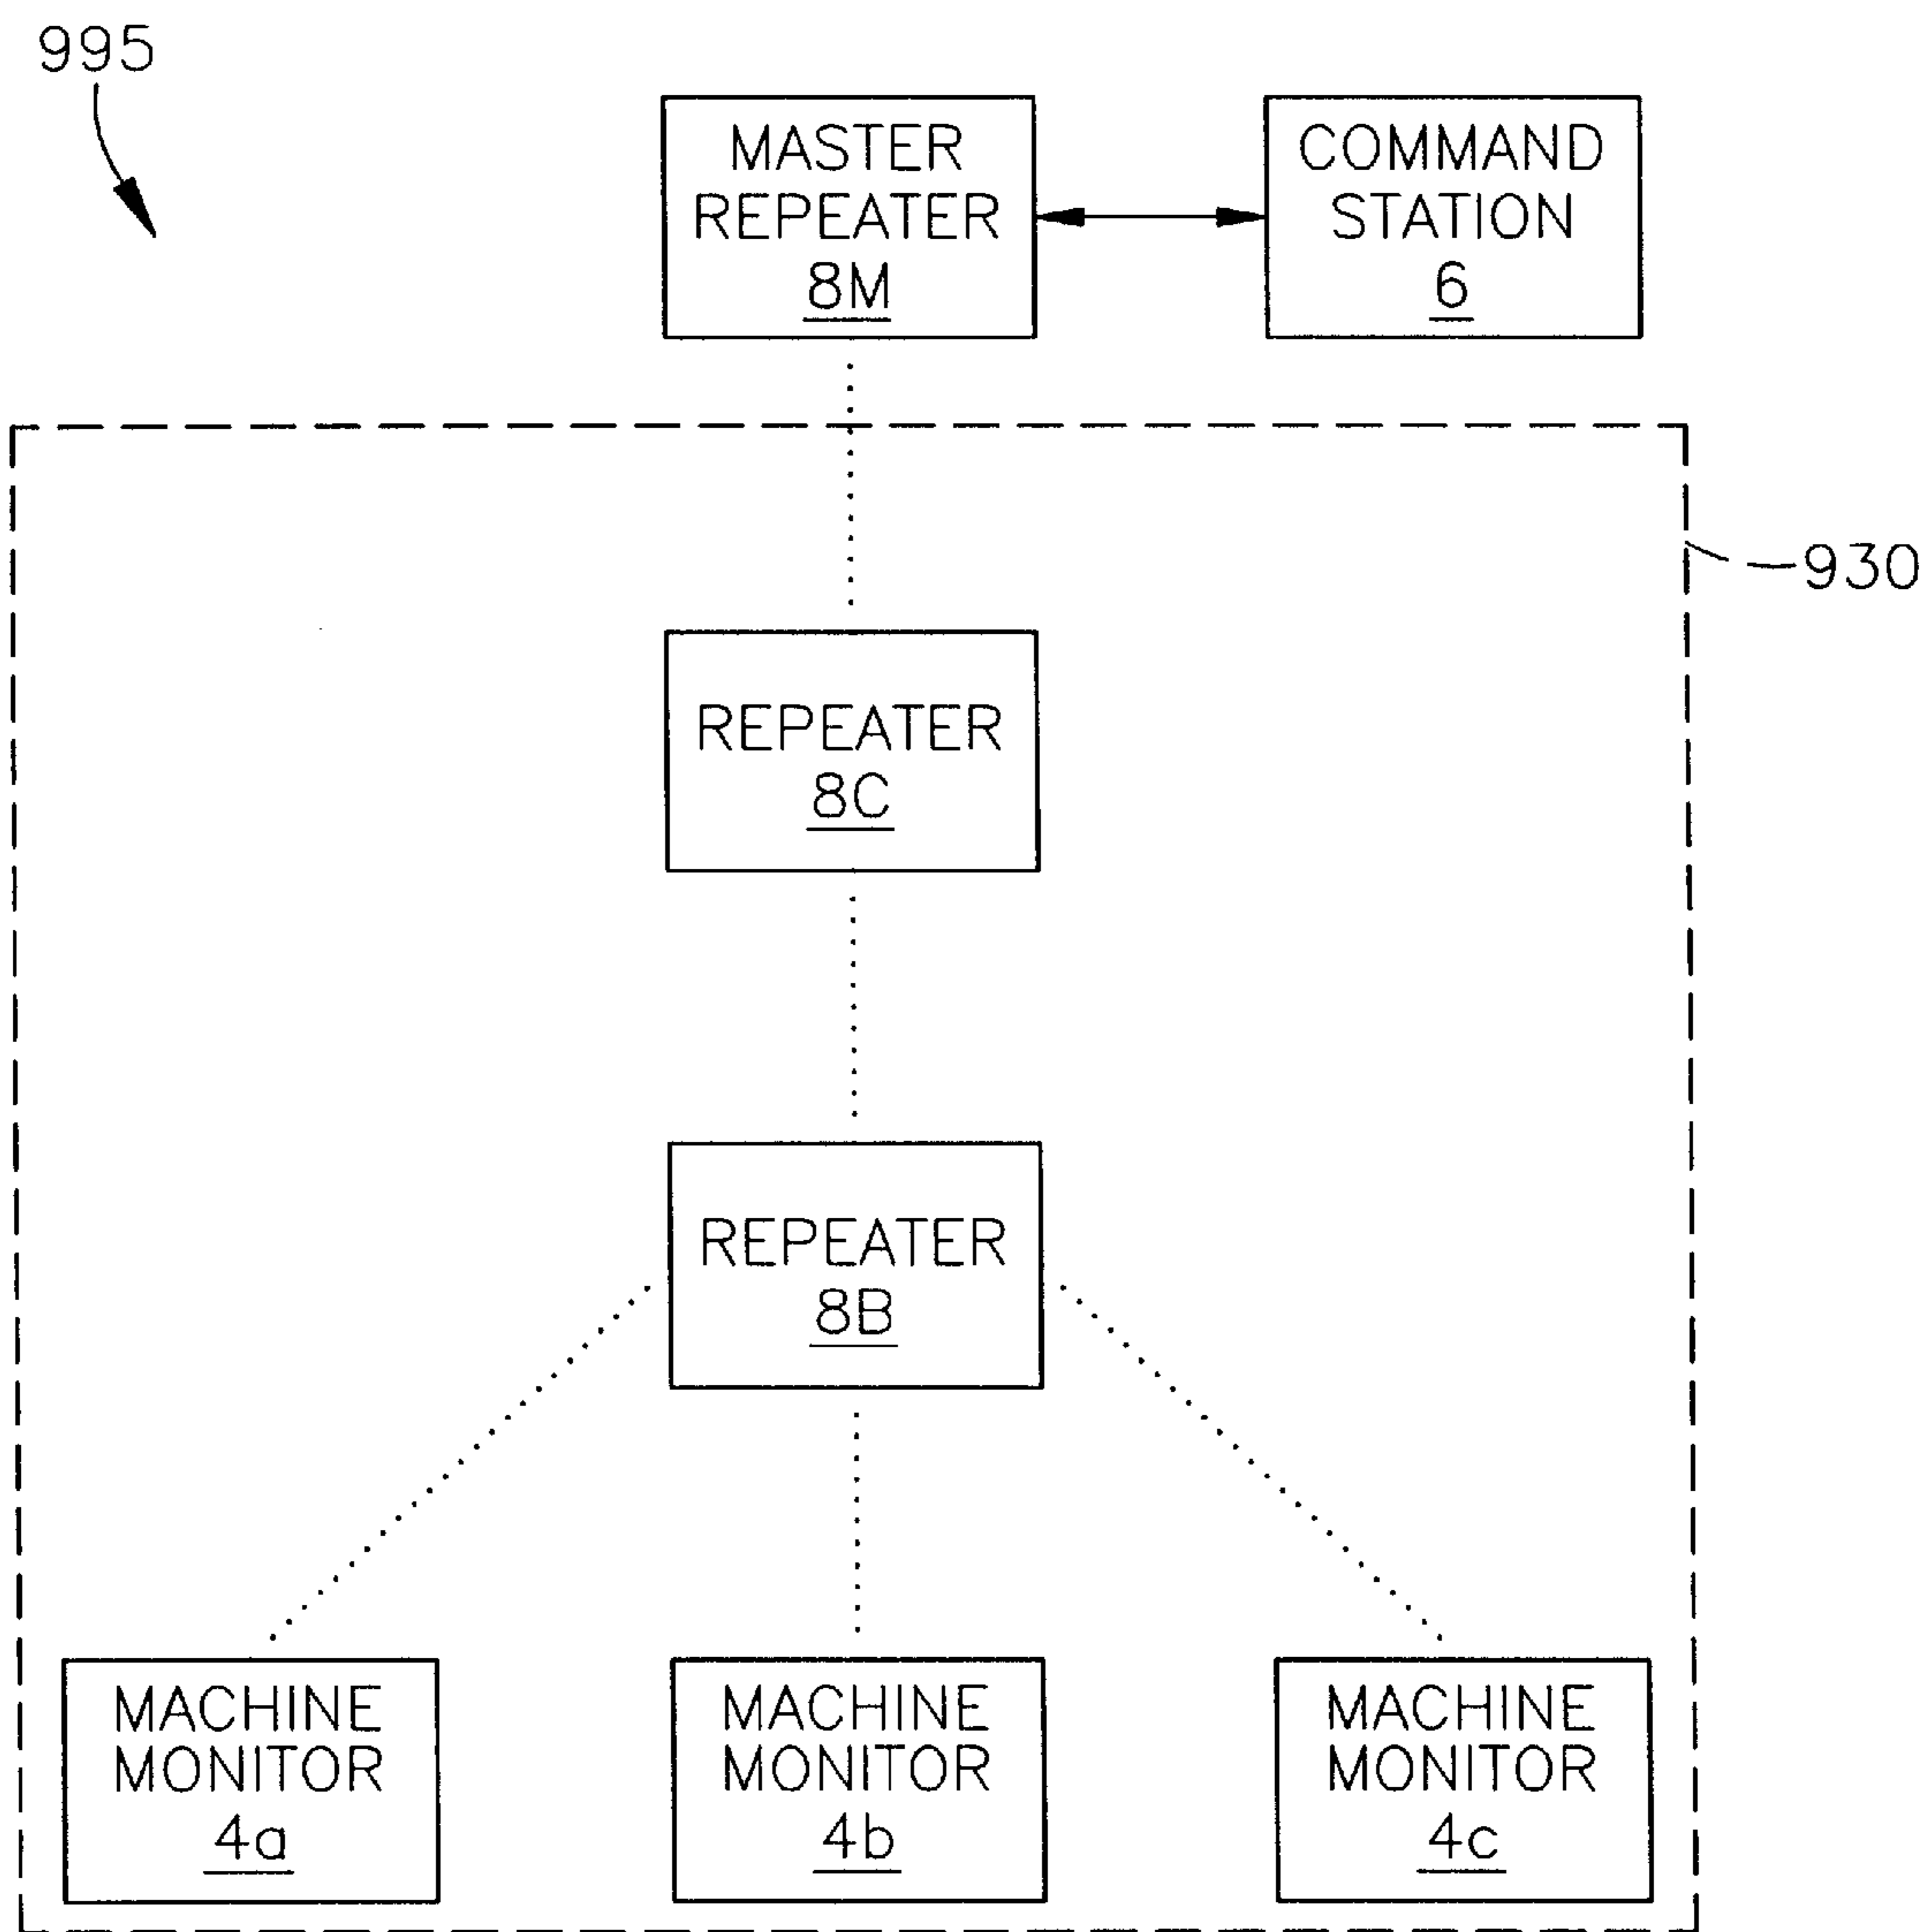 995
MASTER
REPEATER
8M
COMMAND
STATION
6
930
REPEATER
8C
REPEATER
8B
MACHINE
MONITOR
4a
MACHINE
MONITOR
4b
MACHINE
MONITOR
4c